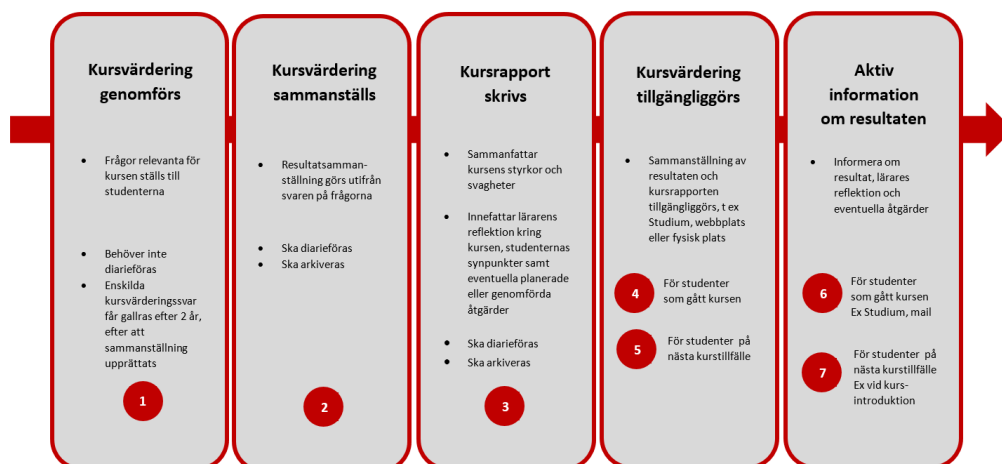 Kursvärdering
genomförs
Frågor relevanta för
kursen ställs till
studenterna
Behöver inte
diarieföras
Enskilda
kursvärderingssvar
får gallras efter 2 år,
efter att
sammanställning
upprättats
1
Kursvärdering
sammanställs
Resultatsamman-
ställning görs utifrån
svaren på frågorna
Ska diarieföras
Ska arkiveras
2
Kursrapport
skrivs
Sammanfattar
kursens styrkor och
svagheter
Innefattar lärarens
reflektion kring
kursen, studenternas
synpunkter samt
eventuella planerade
eller genomförda
åtgärder
Ska diarieföras
Ska arkiveras
3
Kursvärdering
tillgängliggörs
Sammanställning av
resultaten och
kursrapporten
tillgängliggörs, t ex
Studium, webbplats
eller fysisk plats
4
För studenter
som gått kursen
5
För studenter på
nästa kurstillfälle
Aktiv
information
om resultaten
Informera om
resultat, lärares
reflektion och
eventuella åtgärder
6
För studenter
som gått kursen
Ex Studium, mail
7
För studenter på
nästa kurstillfälle
Ex vid kurs-
introduktion